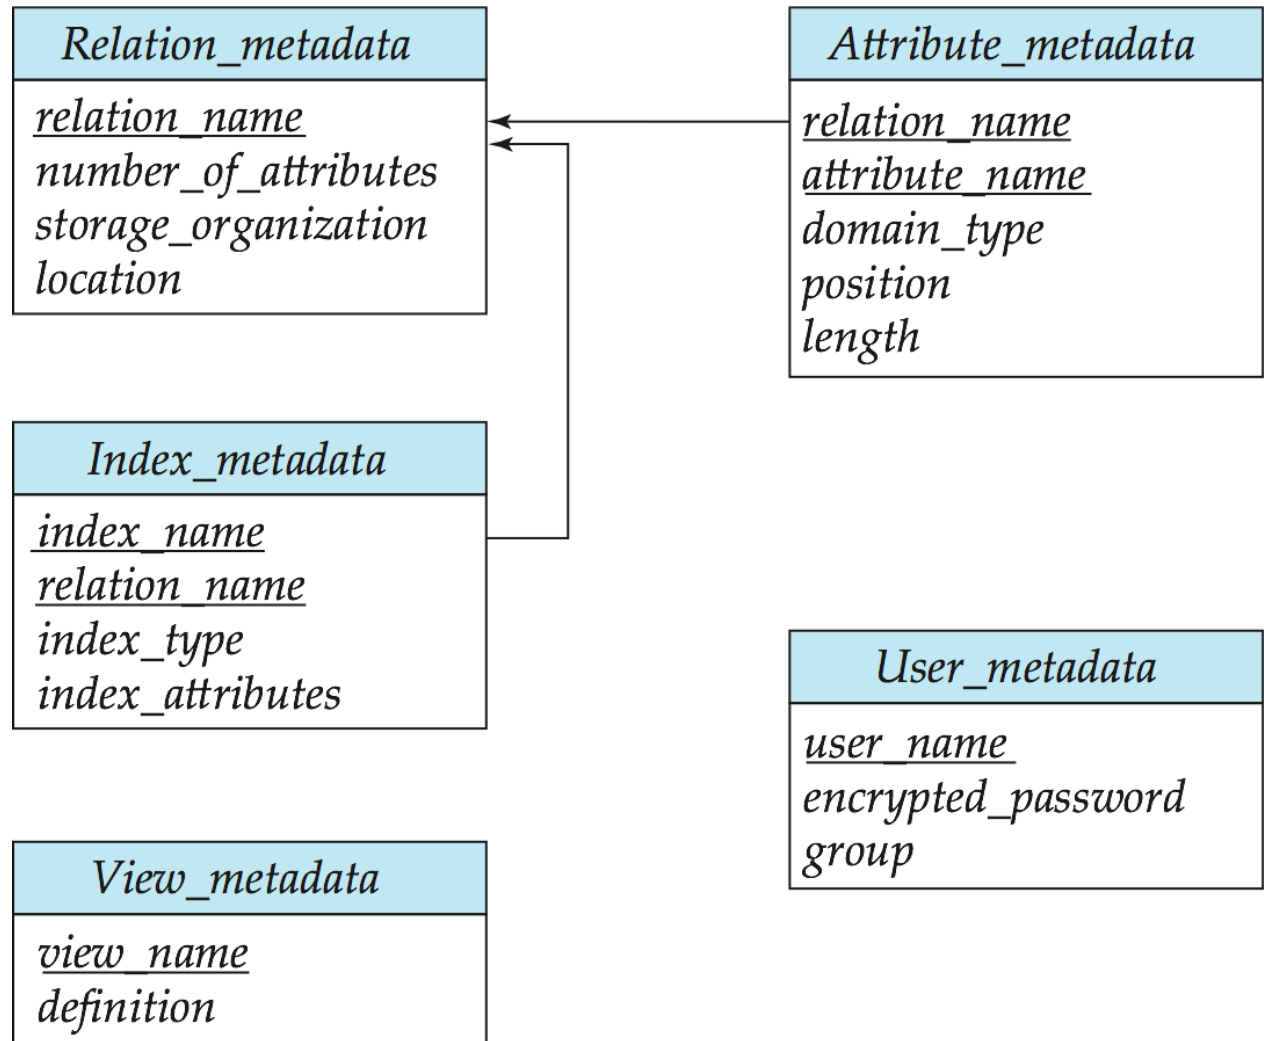 Relation_metadata
relation_name
number_of_attributes
storage_organization
location
Attribute_metadata
relation_name
attribute_name
domain_type
position
length
Index_metadata
index_name
relation_name
index_type
index_attributes
User_metadata
user_name
encrypted_password
group
View_metadata
view_name
definition